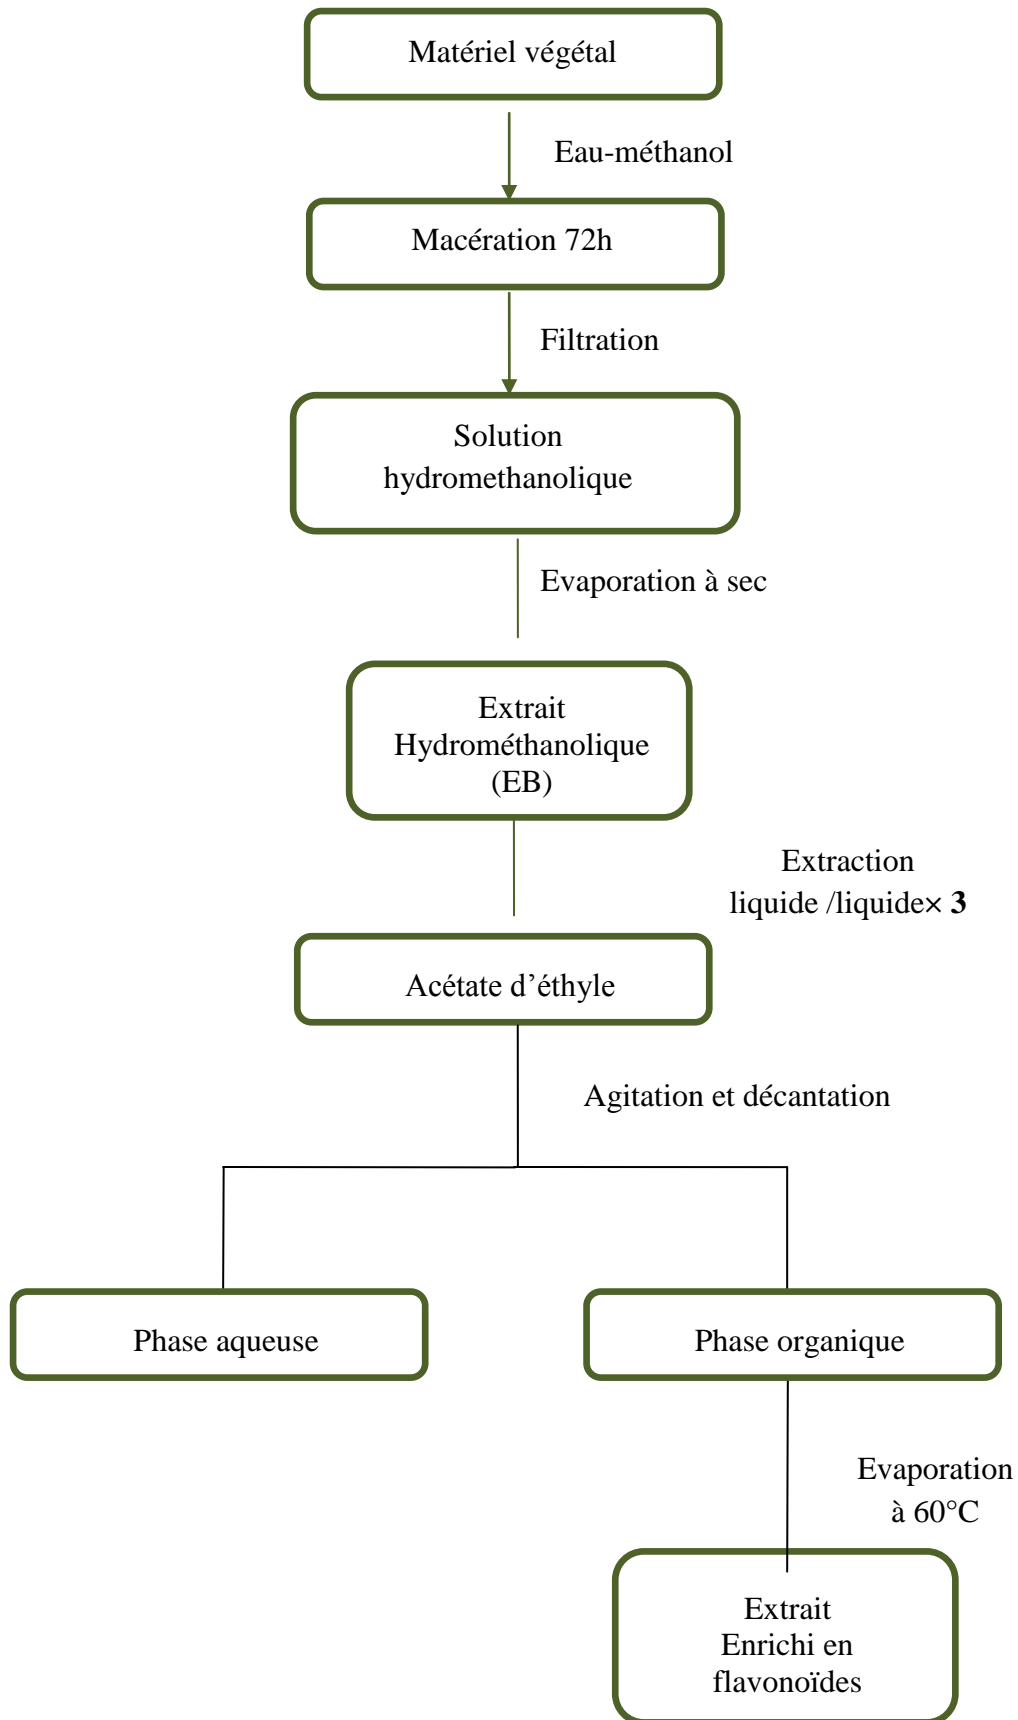 Matériel végétal
Eau-méthanol
Macération 72h
Filtration
Solution
hydromethanolique
Evaporation à sec
Extrait
Hydrométhanolique
(EB)
Extraction
liquide /liquide× 3
Acétate d’éthyle
Agitation et décantation
Phase aqueuse
Phase organique
Evaporation
à 60°C
Extrait
Enrichi en
flavonoïdes